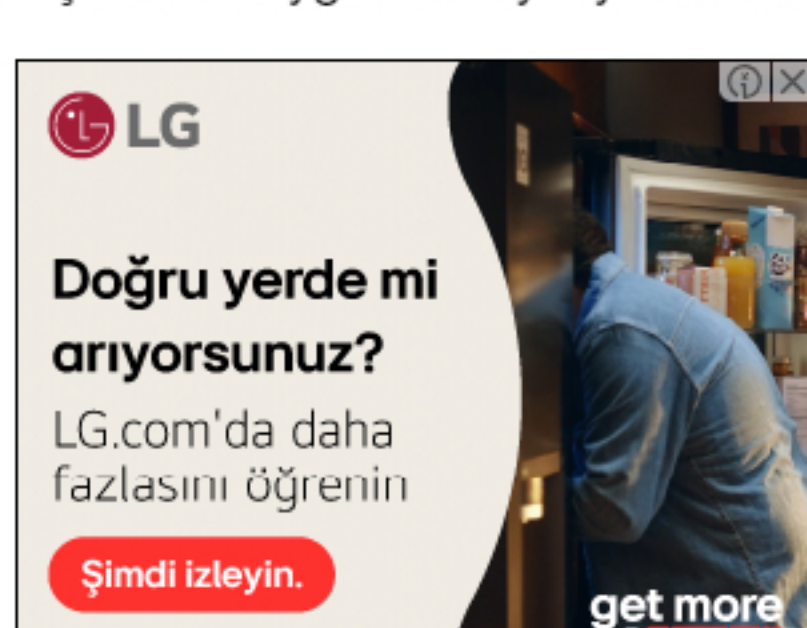 LG
Doğru yerde mi
arıyorsunuz?
LG.com'da daha
fazlasını öğrenin
Şimdi izleyin.
get more